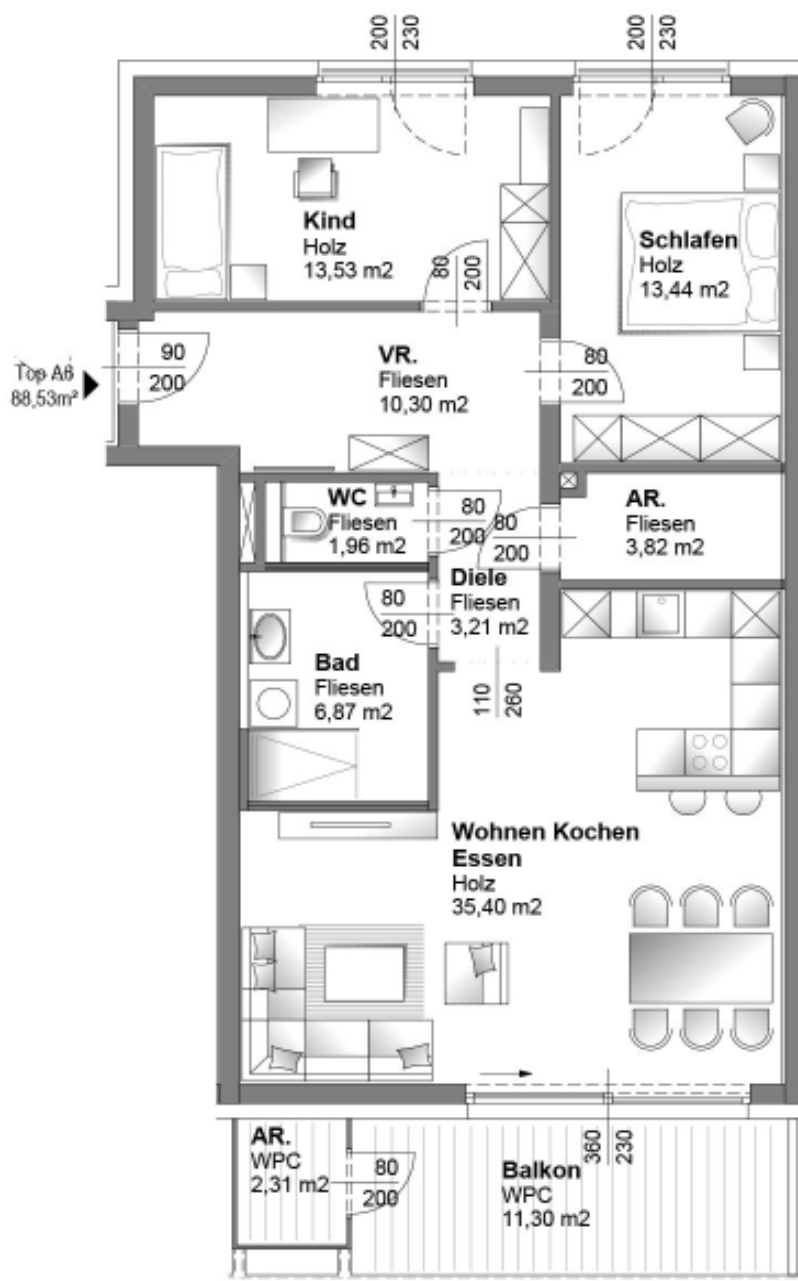 200 230
200 230
Kind
Holz
13,53 m2
Schlafen
Holz
13,44 m2
80 200
Top A6
88,53m²
90
200
VR.
Fliesen
10,30 m2
80
200
WC
Fliesen
1,96 m2
80
200
80
200
AR.
Fliesen
3,82 m2
Diele
Fliesen
3,21 m2
80
200
Bad
Fliesen
6,87 m2
110 260
Wohnen Kochen
Essen
Holz
35,40 m2
AR.
WPC
2,31 m2
80
200
360 230
Balkon
WPC
11,30 m2